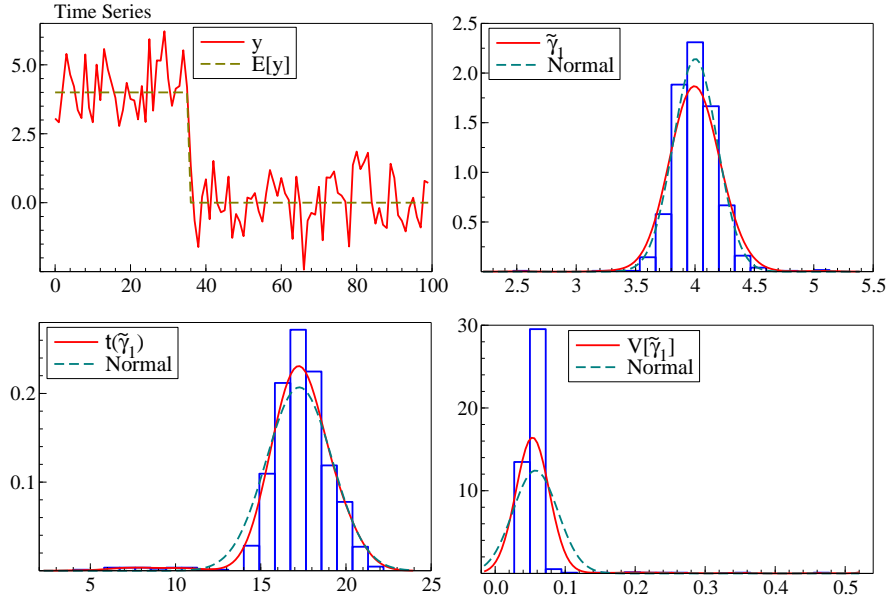 Time Series
y
E[y]
5.0
2.5
0.0
0 20 40 60 80 100
γ̃₁
Normal
2.5
2.0
1.5
1.0
0.5
2.5 3.5 4.5 5.5
t(γ̃₁)
Normal
0.2
0.1
5 10 15 20 25
V[γ̃₁]
Normal
30
20
10
0.0 0.1 0.2 0.3 0.4 0.5